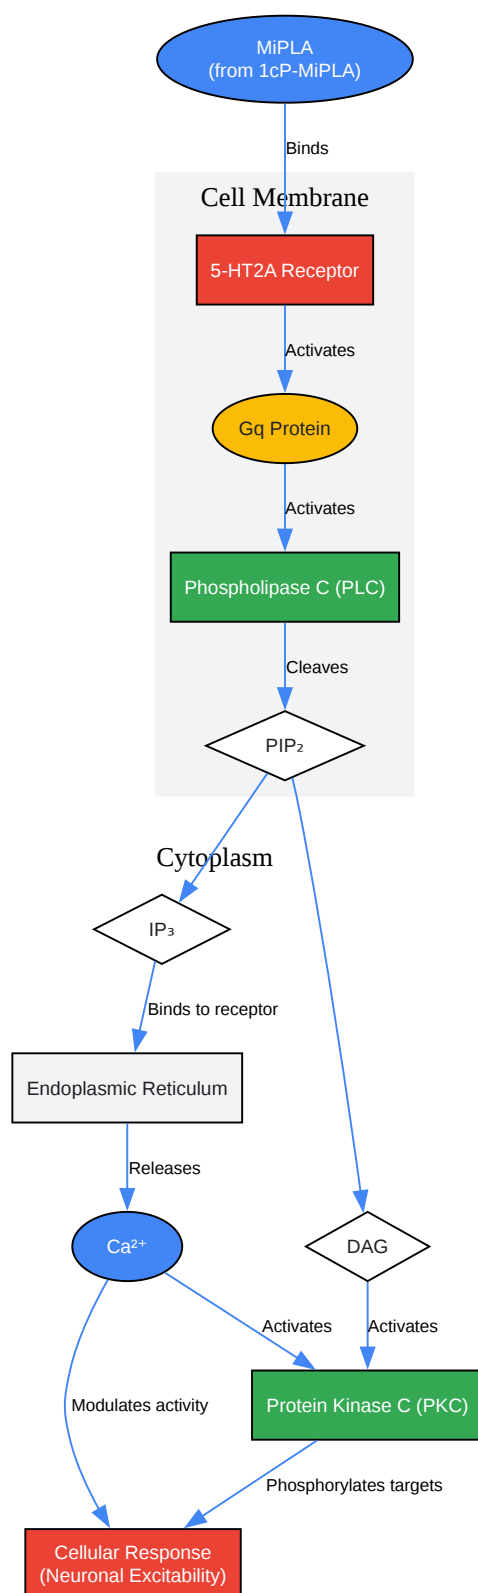 MiPLA
(from 1cP-MiPLA)
Binds
Cell Membrane
5-HT2A Receptor
Activates
Gq Protein
Activates
Phospholipase C (PLC)
Cleaves
PIP₂
Cytoplasm
IP₃
Binds to receptor
Endoplasmic Reticulum
Releases
Ca²⁺
DAG
Activates
Activates
Modulates activity
Protein Kinase C (PKC)
Phosphorylates targets
Cellular Response
(Neuronal Excitability)